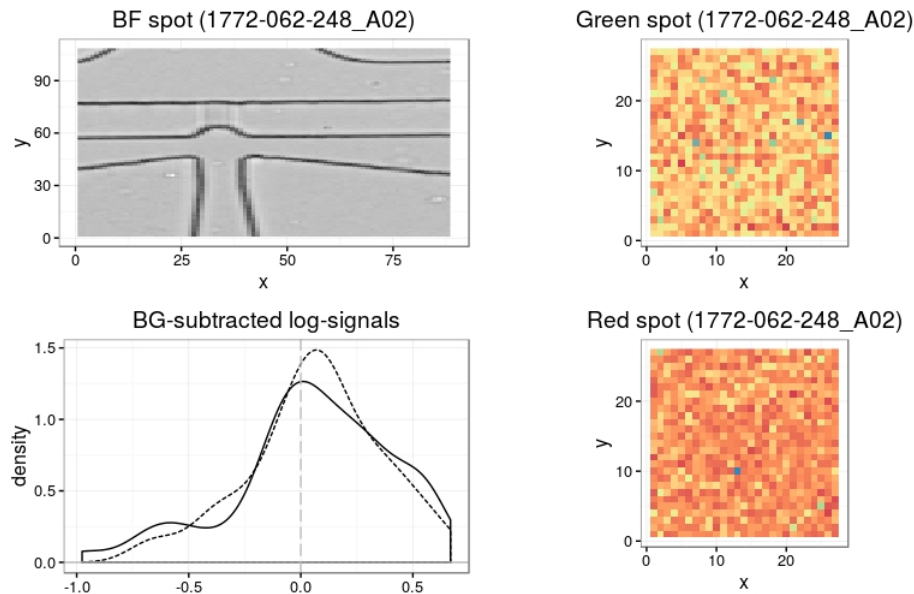 BF spot (1772-062-248_A02)
y
90
60
30
0
0 25 50 75
x
Green spot (1772-062-248_A02)
y
20
10
0
0 10 20
x
BG-subtracted log-signals
density
1.5
1.0
0.5
0.0
-1.0 -0.5 0.0 0.5
Red spot (1772-062-248_A02)
y
20
10
0
0 10 20
x